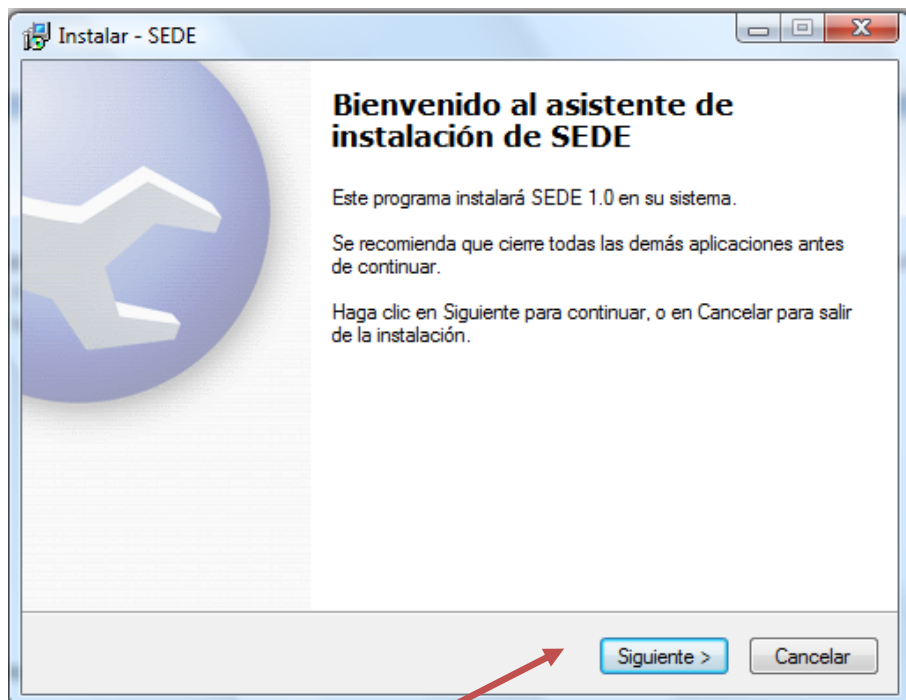 Instalar - SEDE
Bienvenido al asistente de
instalación de SEDE
Este programa instalará SEDE 1.0 en su sistema.
Se recomienda que cierre todas las demás aplicaciones antes
de continuar.
Haga clic en Siguiente para continuar, o en Cancelar para salir
de la instalación.
Siguiente >
Cancelar